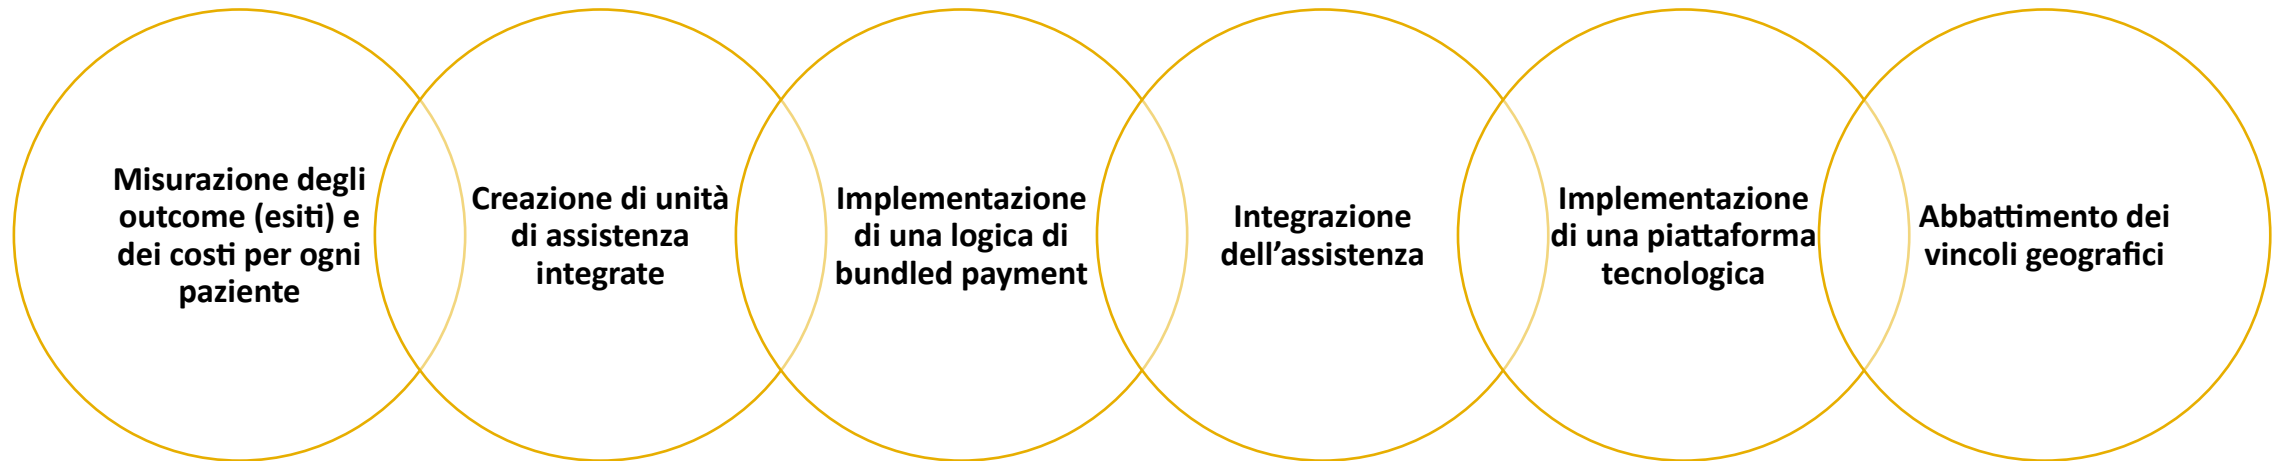 Misurazione degli
outcome (esiti) e
dei costi per ogni
paziente
Creazione di unità
di assistenza
integrate
Implementazione
di una logica di
bundled payment
Integrazione
dell’assistenza
Implementazione
di una piattaforma
tecnologica
Abbattimento dei
vincoli geografici